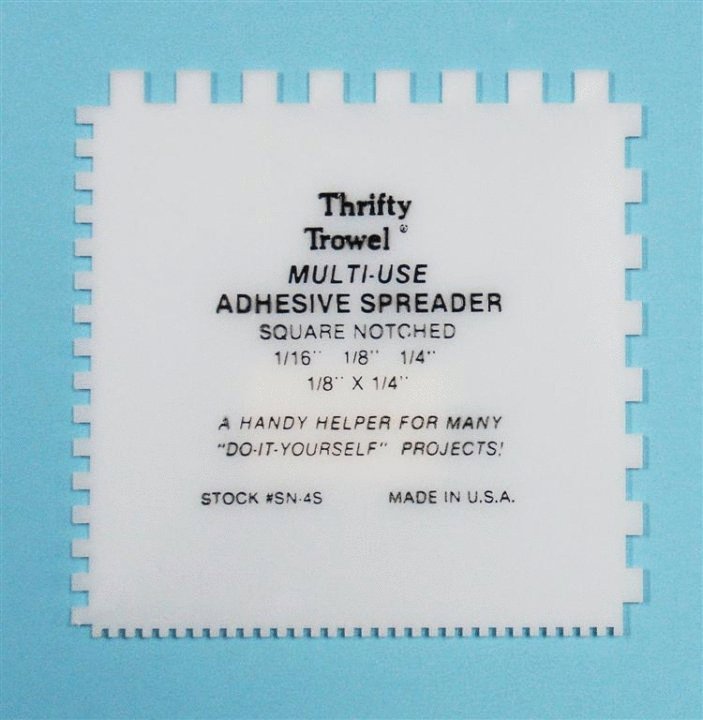 Thrifty
Trowel ®
MULTI-USE
ADHESIVE SPREADER
SQUARE NOTCHED
1/16" 1/8" 1/4"
1/8" X 1/4"
A HANDY HELPER FOR MANY
"DO-IT-YOURSELF" PROJECTS!
STOCK #SN-4S MADE IN U.S.A.